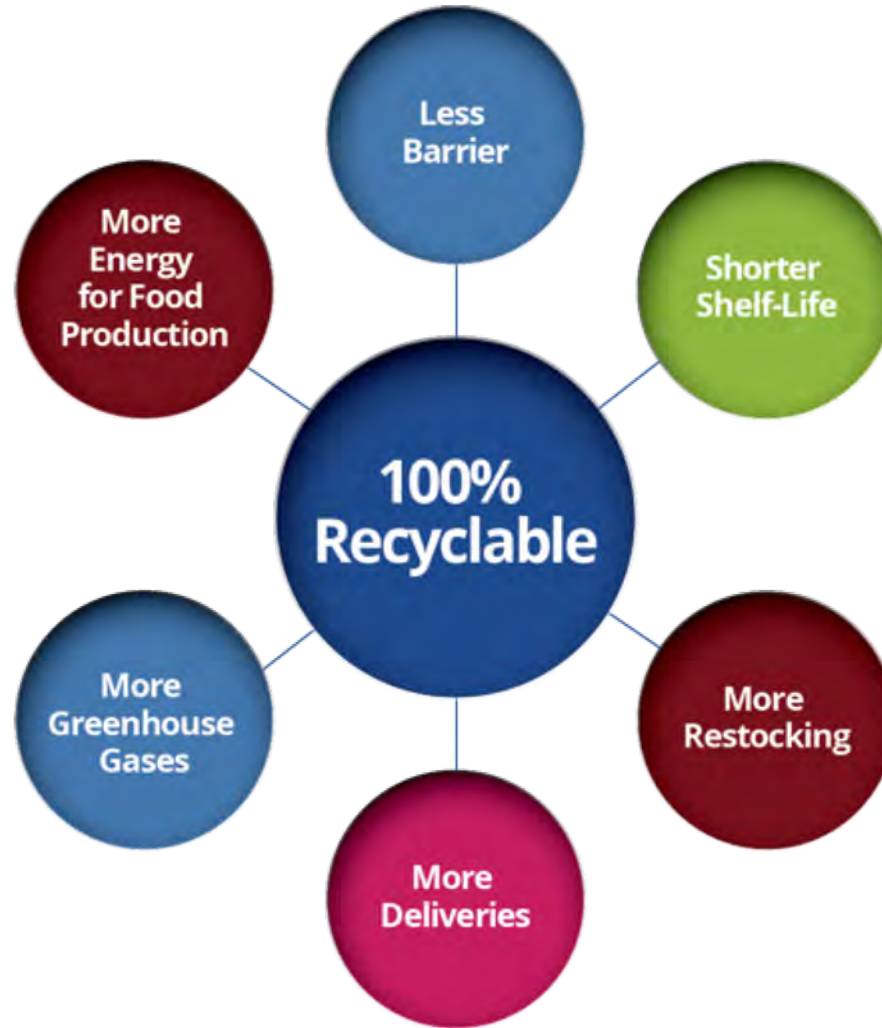 Less
Barrier
Shorter
Shelf-Life
More
Restocking
More
Deliveries
More
Greenhouse
Gases
More
Energy
for Food
Production
100%
Recyclable